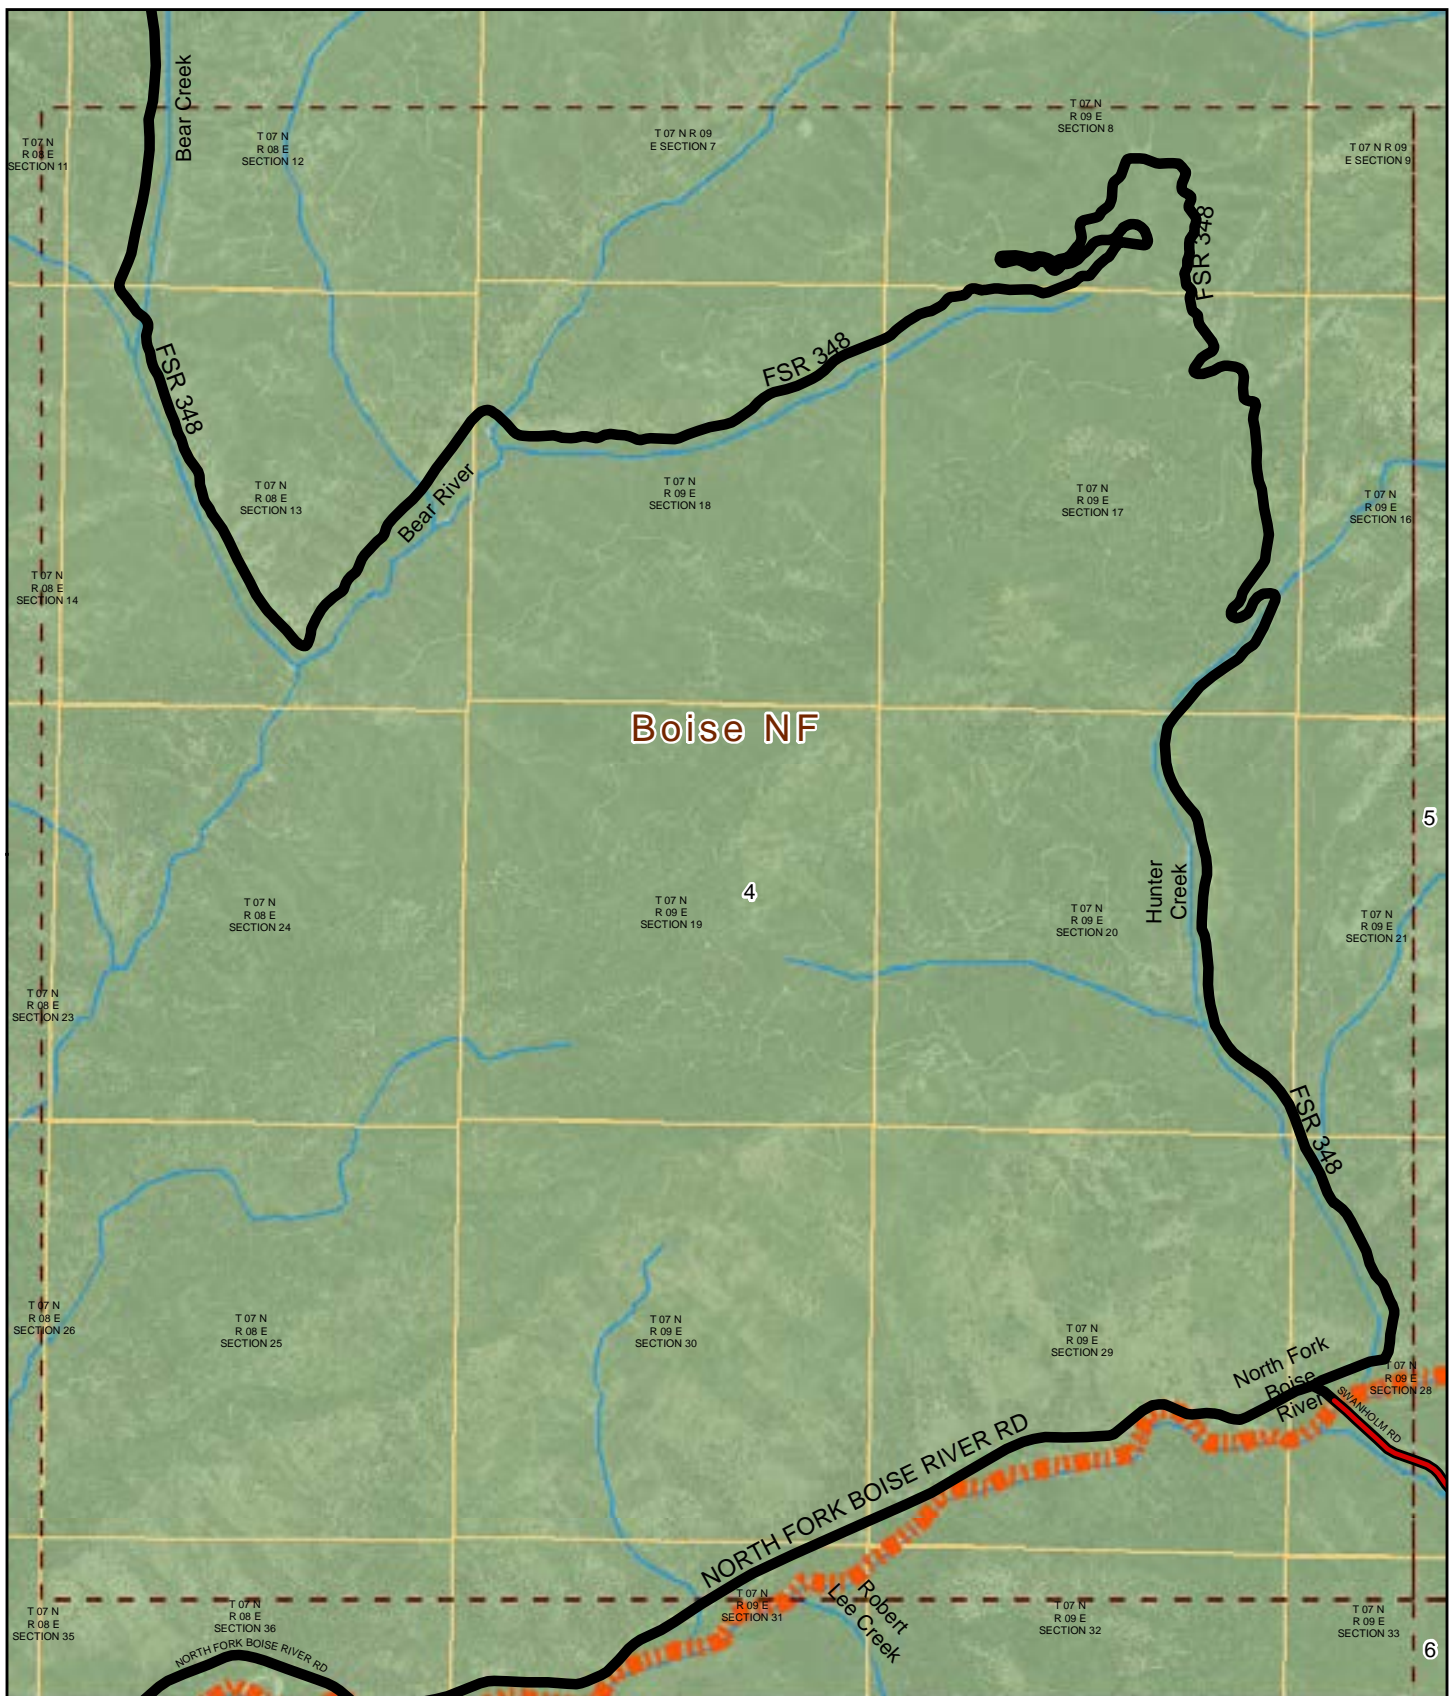 Bear Creek
T 07 N
R 08 E
SECTION 11
T 07 N
R 08 E
SECTION 12
T 07 N R 09
E SECTION 7
T 07 N
R 09 E
SECTION 8
T 07 N R 09
E SECTION 9
FSR 348
FSR 348
FSR 348
Bear River
T 07 N
R 08 E
SECTION 13
T 07 N
R 09 E
SECTION 18
T 07 N
R 09 E
SECTION 17
T 07 N
R 09 E
SECTION 16
T 07 N
R 08 E
SECTION 14
Boise NF
5
4
Hunter
Creek
T 07 N
R 08 E
SECTION 24
T 07 N
R 09 E
SECTION 19
T 07 N
R 09 E
SECTION 20
T 07 N
R 09 E
SECTION 21
T 07 N
R 08 E
SECTION 23
FSR 348
T 07 N
R 08 E
SECTION 26
T 07 N
R 08 E
SECTION 25
T 07 N
R 09 E
SECTION 30
T 07 N
R 09 E
SECTION 29
North Fork
Boise
River
T 07 N
R 09 E
SECTION 28
SWANHOLM RD
NORTH FORK BOISE RIVER RD
T 07 N
R 08 E
SECTION 35
T 07 N
R 08 E
SECTION 36
T 07 N
R 09 E
SECTION 31
Robert
Lee Creek
T 07 N
R 09 E
SECTION 32
T 07 N
R 09 E
SECTION 33
NORTH FORK BOISE RIVER RD
6